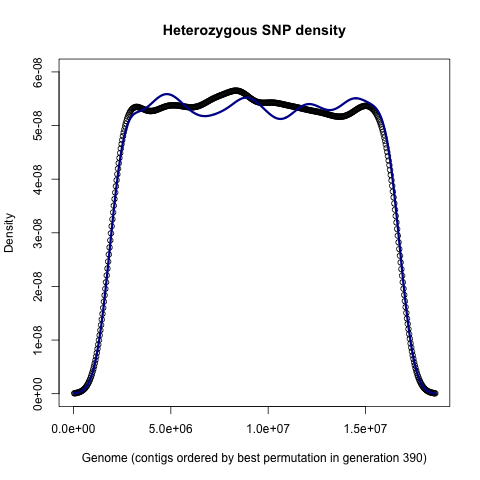 Heterozygous SNP density
Density
6e-08
5e-08
4e-08
3e-08
2e-08
1e-08
0e+00
0.0e+00 5.0e+06 1.0e+07 1.5e+07
Genome (contigs ordered by best permutation in generation 390)